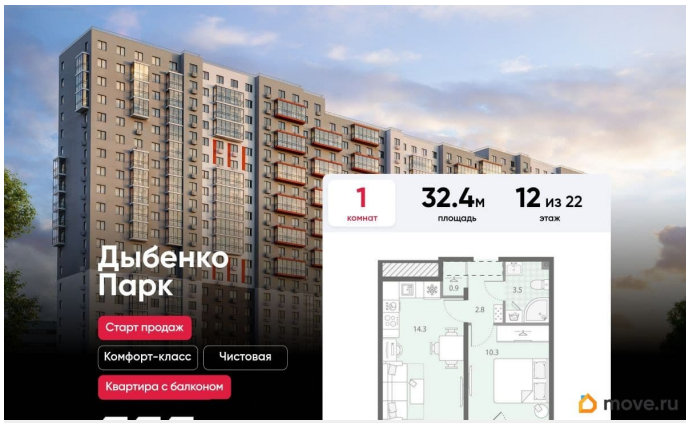 1
комнат
32.4м
площадь
12 из 22
этаж
Дыбенко
Парк
Старт продаж
Комфорт-класс
Чистовая
Квартира с балконом
0.9
3.5
2.8
14.3
10.3
move.ru